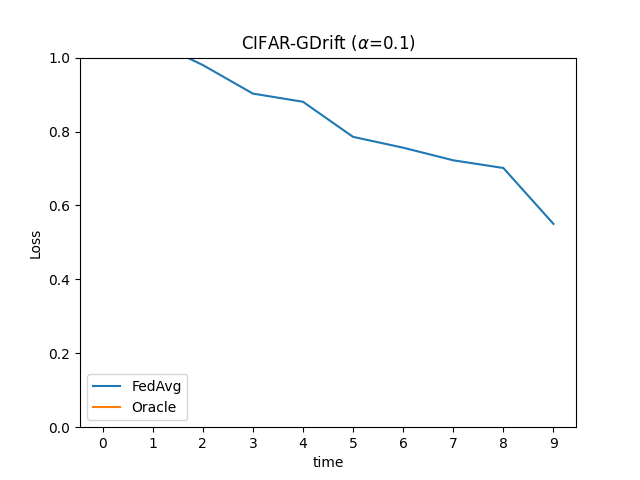 CIFAR-GDrift (α=0.1)
1.0
0.8
0.6
0.4
0.2
0.0
Loss
FedAvg
Oracle
0 1 2 3 4 5 6 7 8 9
time